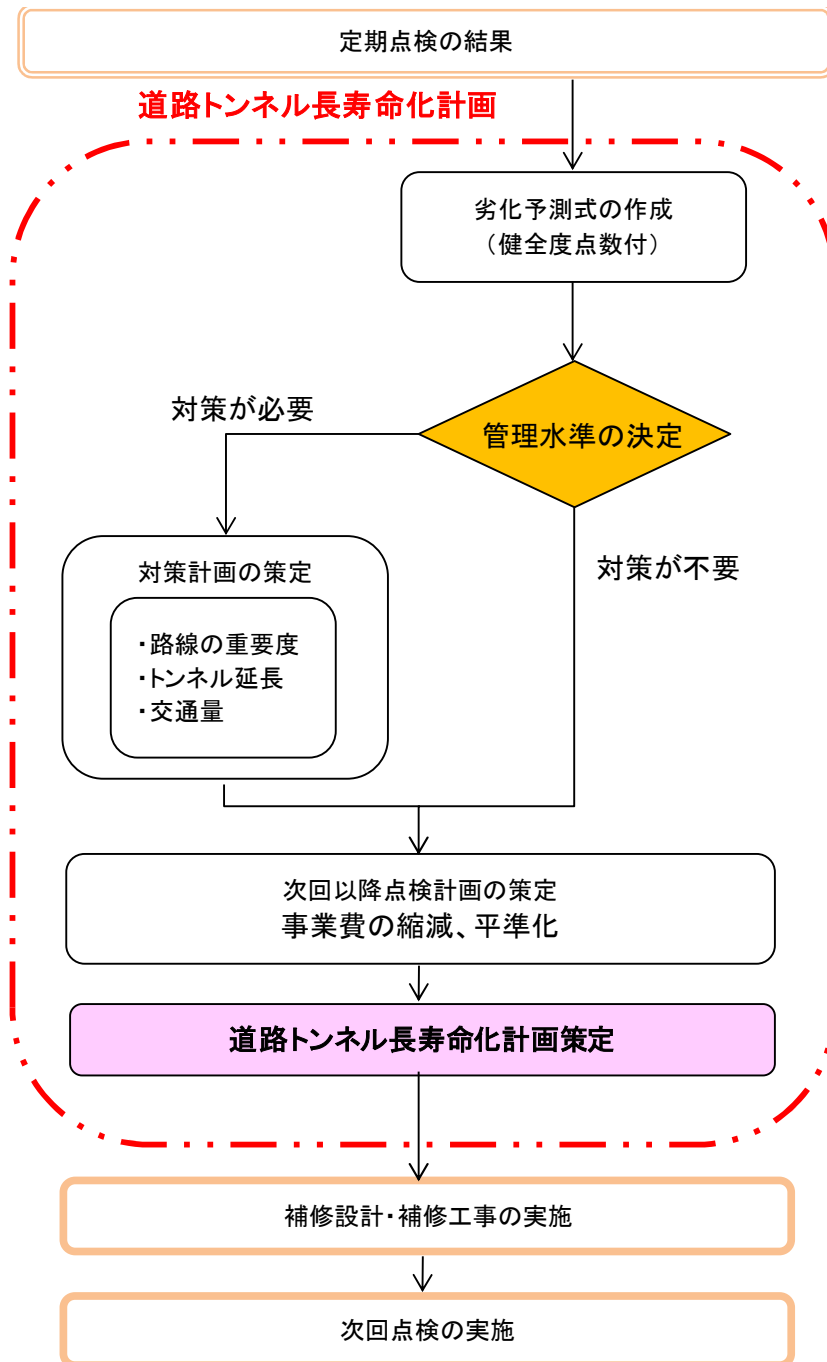 定期点検の結果
道路トンネル長寿命化計画
劣化予測式の作成
（健全度点数付）
管理水準の決定
対策が必要
対策が不要
対策計画の策定
・路線の重要度
・トンネル延長
・交通量
次回以降点検計画の策定
事業費の縮減、平準化
道路トンネル長寿命化計画策定
補修設計・補修工事の実施
次回点検の実施